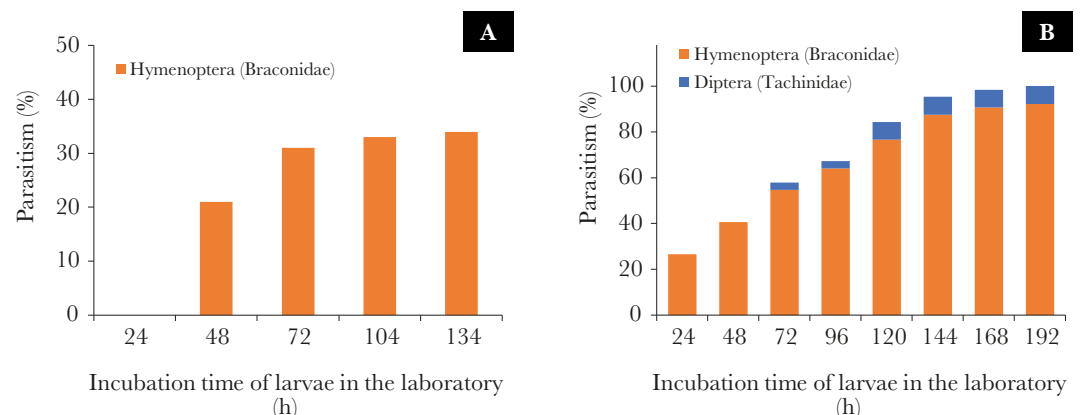 A
50
Hymenoptera (Braconidae)
40
30
20
10
0
Parasitism (%)
24 48 72 104 134
Incubation time of larvae in the laboratory
(h)
B
Hymenoptera (Braconidae)
Diptera (Tachinidae)
100
80
60
40
20
0
Parasitism (%)
24 48 72 96 120 144 168 192
Incubation time of larvae in the laboratory
(h)